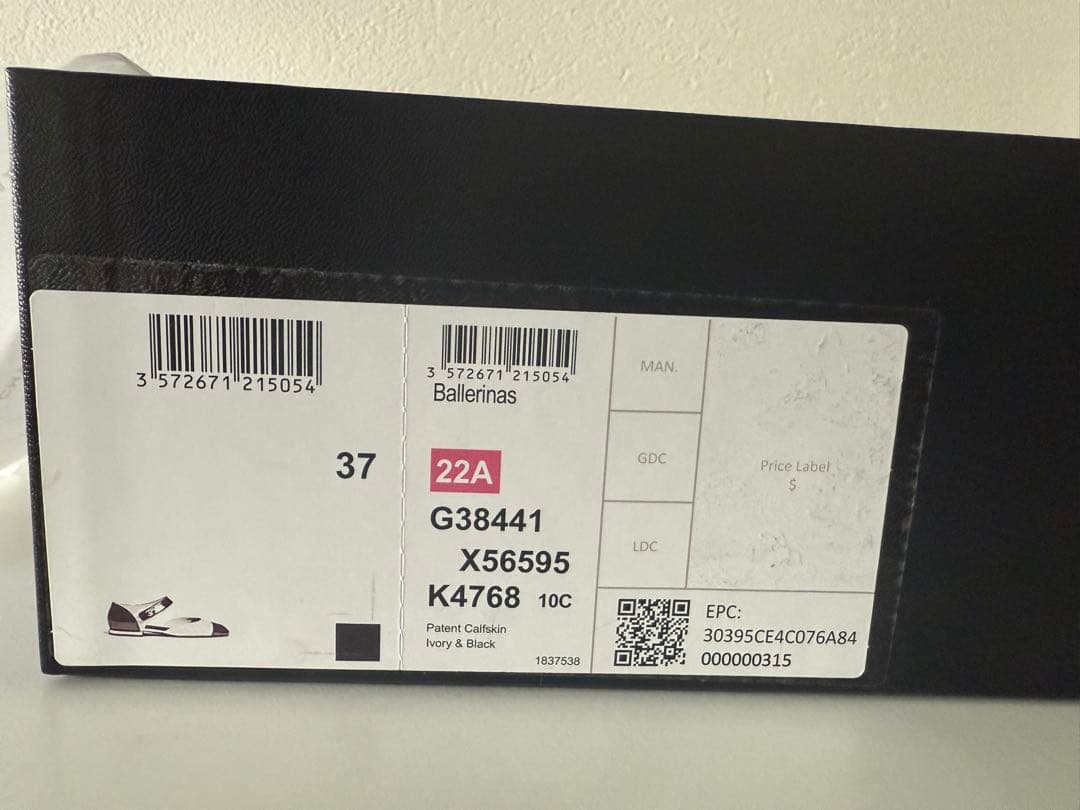 3 572671 215054
37
3 572671 215054
Ballerinas
22A
G38441
X56595
K4768 10C
Patent Calfskin
Ivory & Black
1837538
MAN.
GDC
LDC
Price Label
$
EPC:
30395CE4C076A84
000000315